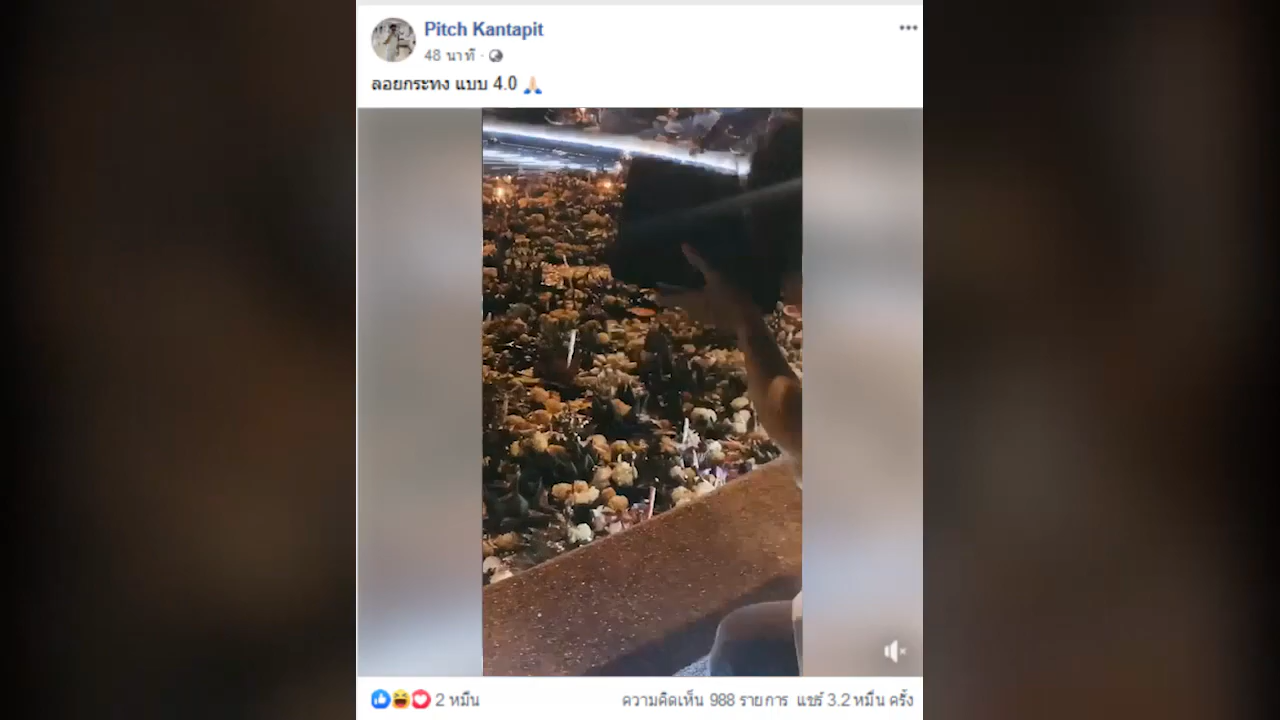 Pitch Kantapit
48 นาที ·
ลอยกระทง แบบ 4.0 🙏🏻
2 หมื่น ความคิดเห็น 988 รายการ แชร์ 3.2 หมื่น ครั้ง